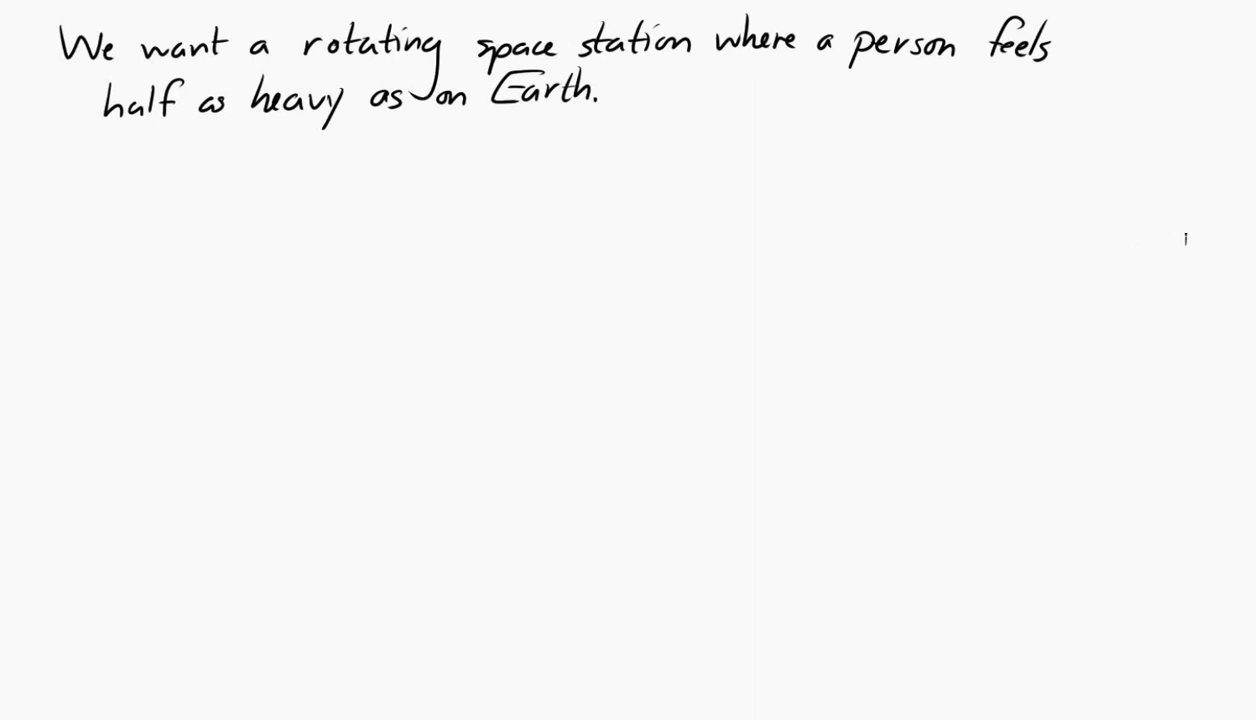 We want a rotating space station where a person feels
half as heavy as on Earth.